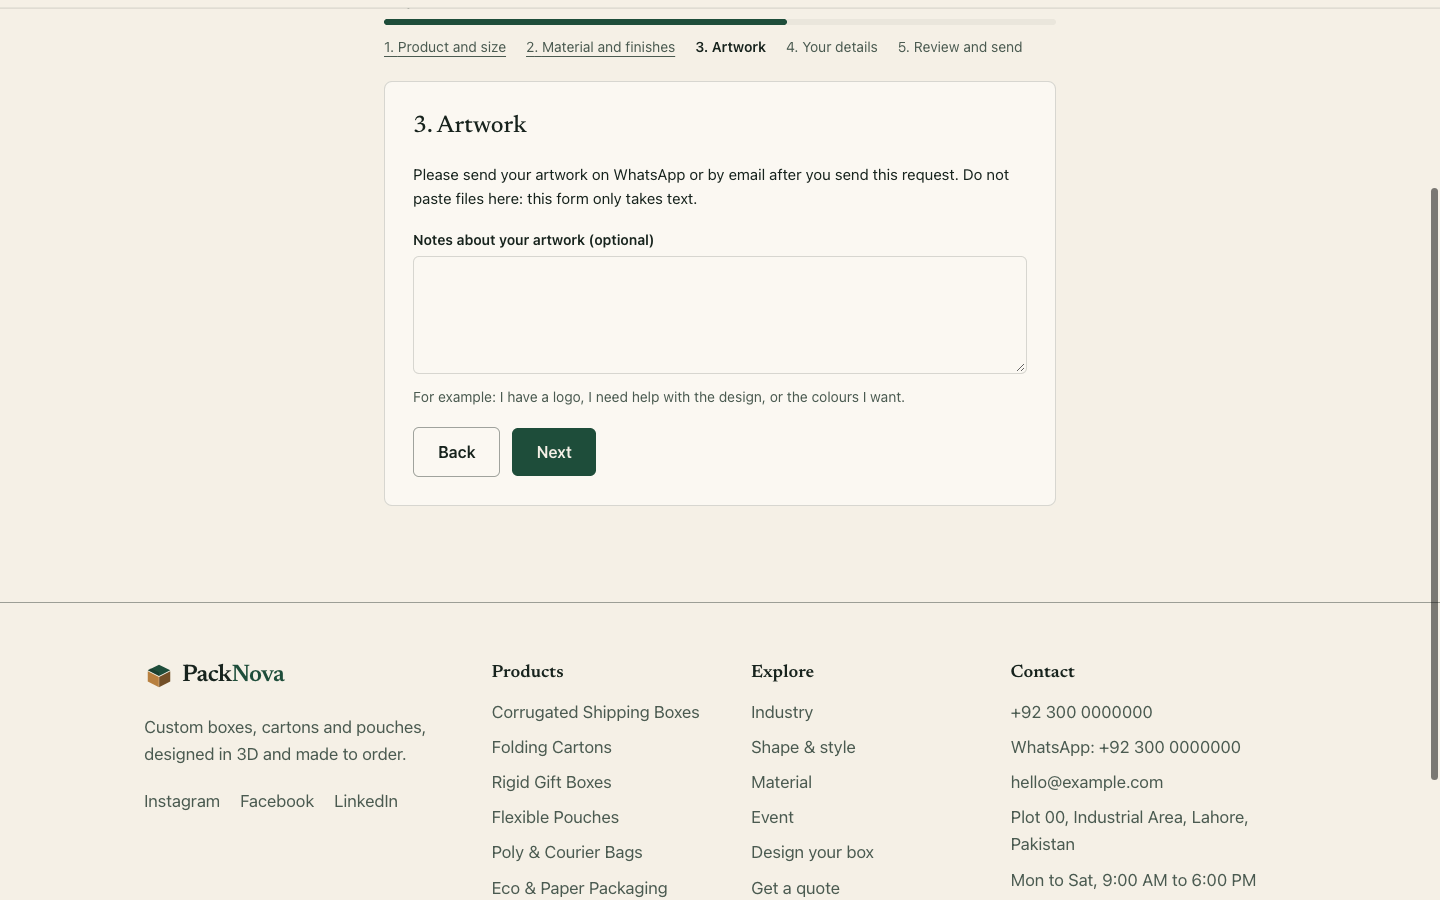 1. Product and size
2. Material and finishes
3. Artwork
4. Your details
5. Review and send
3. Artwork
Please send your artwork on WhatsApp or by email after you send this request. Do not
paste files here: this form only takes text.
Notes about your artwork (optional)
For example: I have a logo, I need help with the design, or the colours I want.
Back
Next
PackNova
Custom boxes, cartons and pouches,
designed in 3D and made to order.
Instagram
Facebook
LinkedIn
Products
Corrugated Shipping Boxes
Folding Cartons
Rigid Gift Boxes
Flexible Pouches
Poly & Courier Bags
Eco & Paper Packaging
Explore
Industry
Shape & style
Material
Event
Design your box
Get a quote
Contact
+92 300 0000000
WhatsApp: +92 300 0000000
hello@example.com
Plot 00, Industrial Area, Lahore,
Pakistan
Mon to Sat, 9:00 AM to 6:00 PM